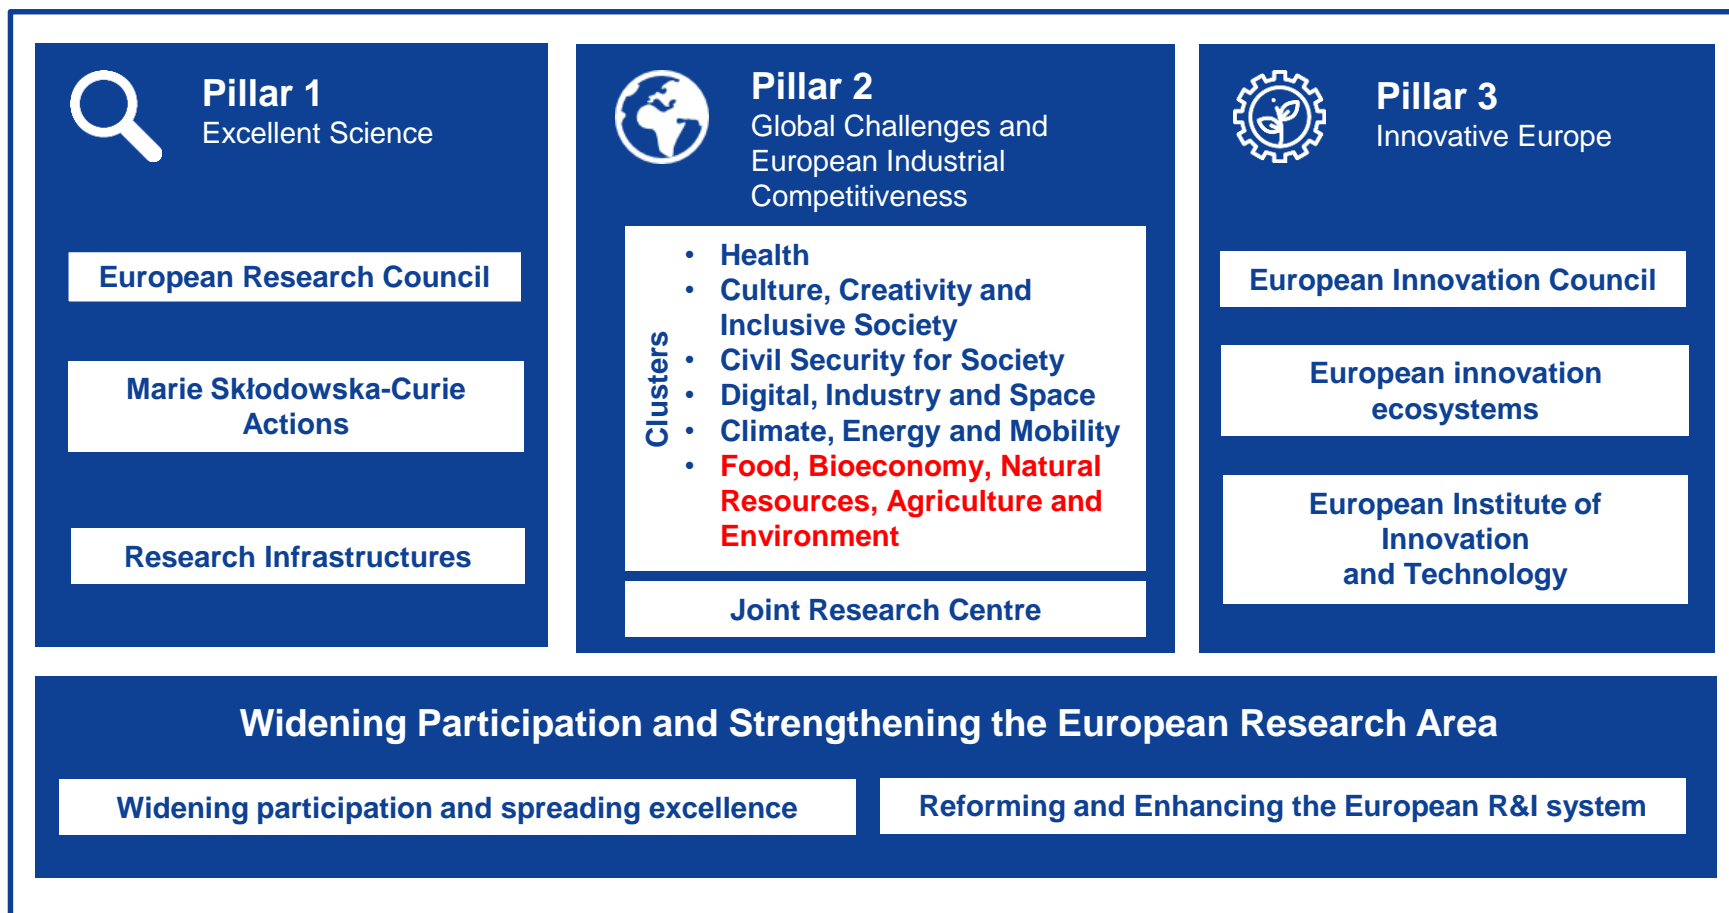 Pillar 1
Excellent Science
European Research Council
Marie Skłodowska-Curie
Actions
Research Infrastructures
Pillar 2
Global Challenges and
European Industrial
Competitiveness
Clusters
• Health
• Culture, Creativity and
Inclusive Society
• Civil Security for Society
• Digital, Industry and Space
• Climate, Energy and Mobility
• Food, Bioeconomy, Natural
Resources, Agriculture and
Environment
Joint Research Centre
Pillar 3
Innovative Europe
European Innovation Council
European innovation
ecosystems
European Institute of
Innovation
and Technology
Widening Participation and Strengthening the European Research Area
Widening participation and spreading excellence
Reforming and Enhancing the European R&I system